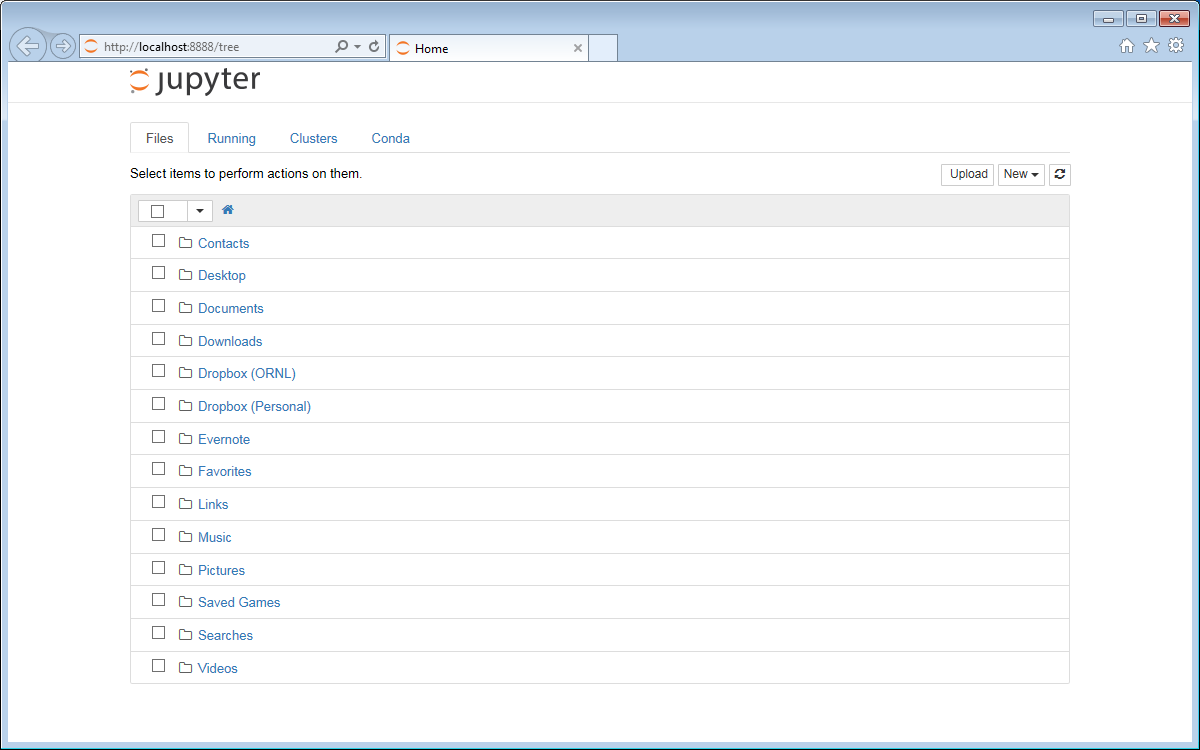 http://localhost:8888/tree
Home
jupyter
Files Running Clusters Conda
Select items to perform actions on them. Upload New
Contacts
Desktop
Documents
Downloads
Dropbox (ORNL)
Dropbox (Personal)
Evernote
Favorites
Links
Music
Pictures
Saved Games
Searches
Videos